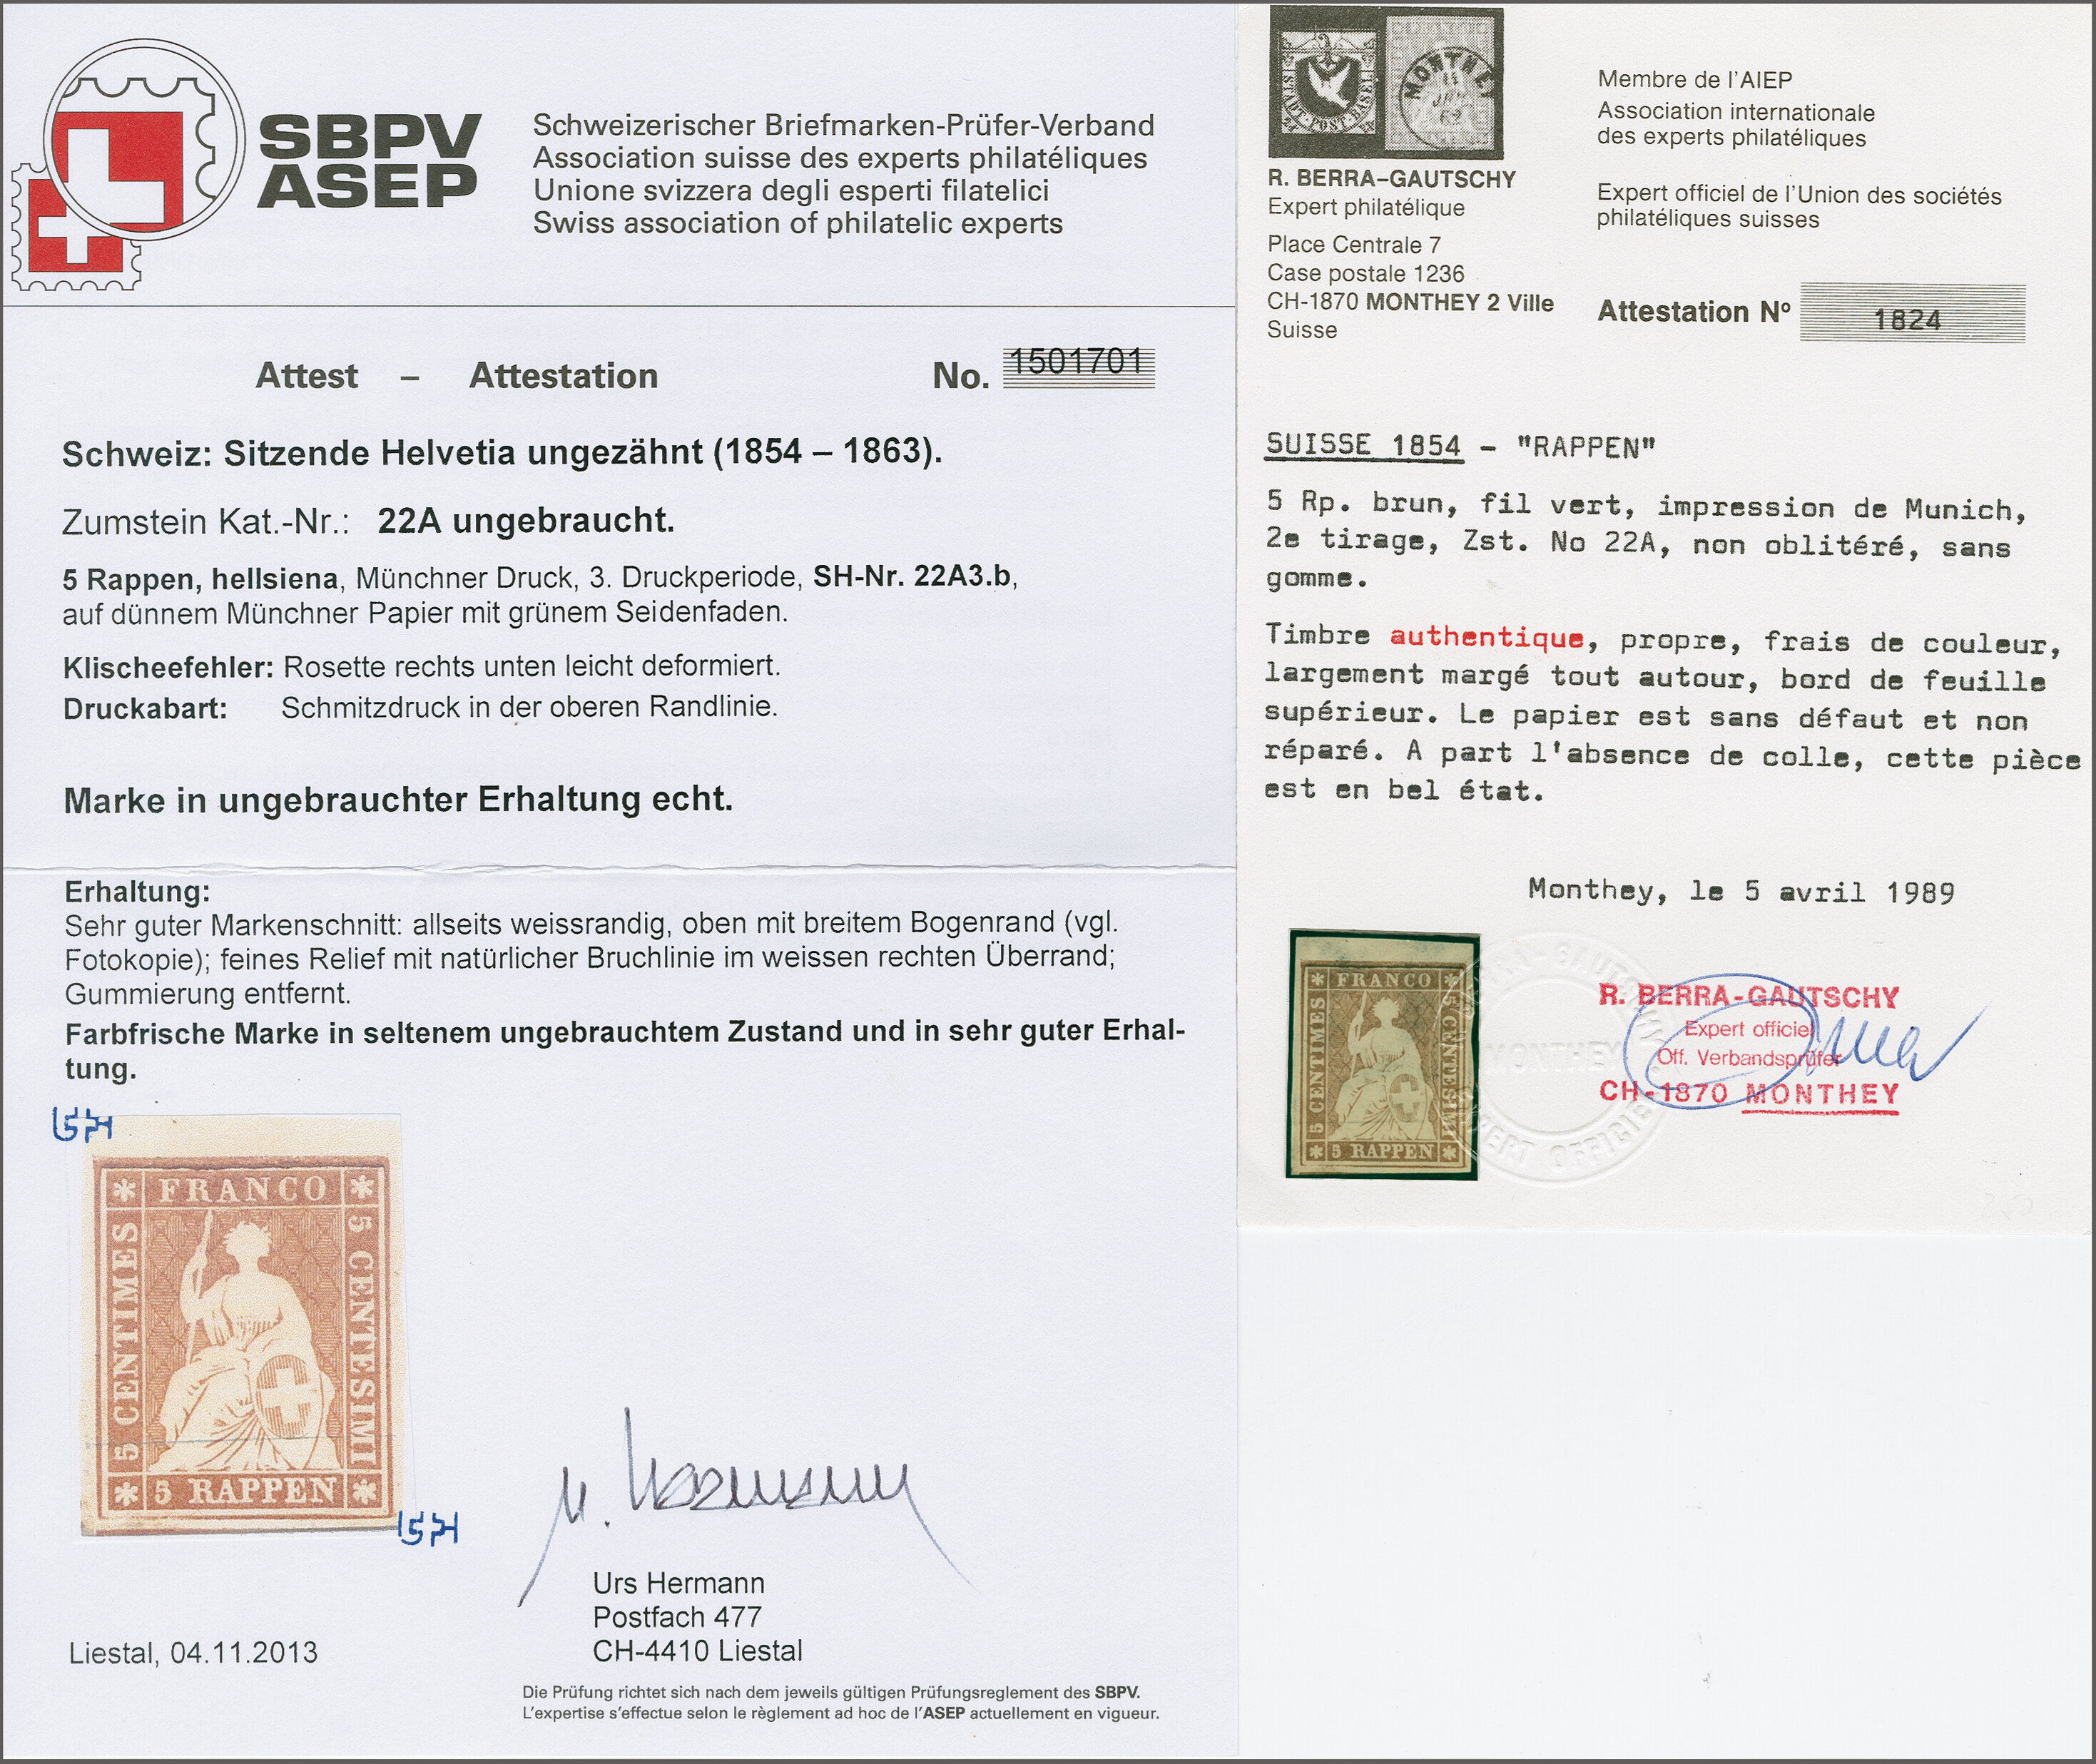 SBPV
ASEP
Schweizerischer Briefmarken-Prüfer-Verband
Association suisse des experts philatéliques
Unione svizzera degli esperti filatelici
Swiss association of philatelic experts
Attest – Attestation No. 1501701
Schweiz: Sitzende Helvetia ungezähnt (1854 – 1863).
Zumstein Kat.-Nr.: 22A ungebraucht.
5 Rappen, hellsiena, Münchner Druck, 3. Druckperiode, SH-Nr. 22A3.b,
auf dünnem Münchner Papier mit grünem Seidenfaden.
Klischeefehler: Rosette rechts unten leicht deformiert.
Druckabart: Schmitzdruck in der oberen Randlinie.
Marke in ungebrauchter Erhaltung echt.
Erhaltung:
Sehr guter Markenschnitt: allseits weissrandig, oben mit breitem Bogenrand (vgl.
Fotokopie); feines Relief mit natürlicher Bruchlinie im weissen rechten Überrand;
Gummierung entfernt.
Farbfrische Marke in seltenem ungebrauchtem Zustand und in sehr guter Erhal-
tung.
FRANCO
5 CENTIMES
5 CENTESIMI
5 RAPPEN
Urs Hermann
Postfach 477
CH-4410 Liestal
Liestal, 04.11.2013
Die Prüfung richtet sich nach dem jeweils gültigen Prüfungsreglement des SBPV.
L'expertise s'effectue selon le règlement ad hoc de l'ASEP actuellement en vigueur.
STADT-POST-BASEL
MONTHEY
R. BERRA-GAUTSCHY
Expert philatélique
Place Centrale 7
Case postale 1236
CH-1870 MONTHEY 2 Ville
Suisse
Membre de l'AIEP
Association internationale
des experts philatéliques
Expert officiel de l'Union des sociétés
philatéliques suisses
Attestation Nº 1824
SUISSE 1854 - "RAPPEN"
5 Rp. brun, fil vert, impression de Munich,
2e tirage, Zst. No 22A, non oblitéré, sans
gomme.
Timbre authentique, propre, frais de couleur,
largement margé tout autour, bord de feuille
supérieur. Le papier est sans défaut et non
réparé. A part l'absence de colle, cette pièce
est en bel état.
Monthey, le 5 avril 1989
FRANCO
5 CENTIMES
5 CENTESIMI
5 RAPPEN
MONTHEY
R. BERRA-GAUTSCHY
Expert officiel
Off. Verbandsprüfer
CH-1870 MONTHEY